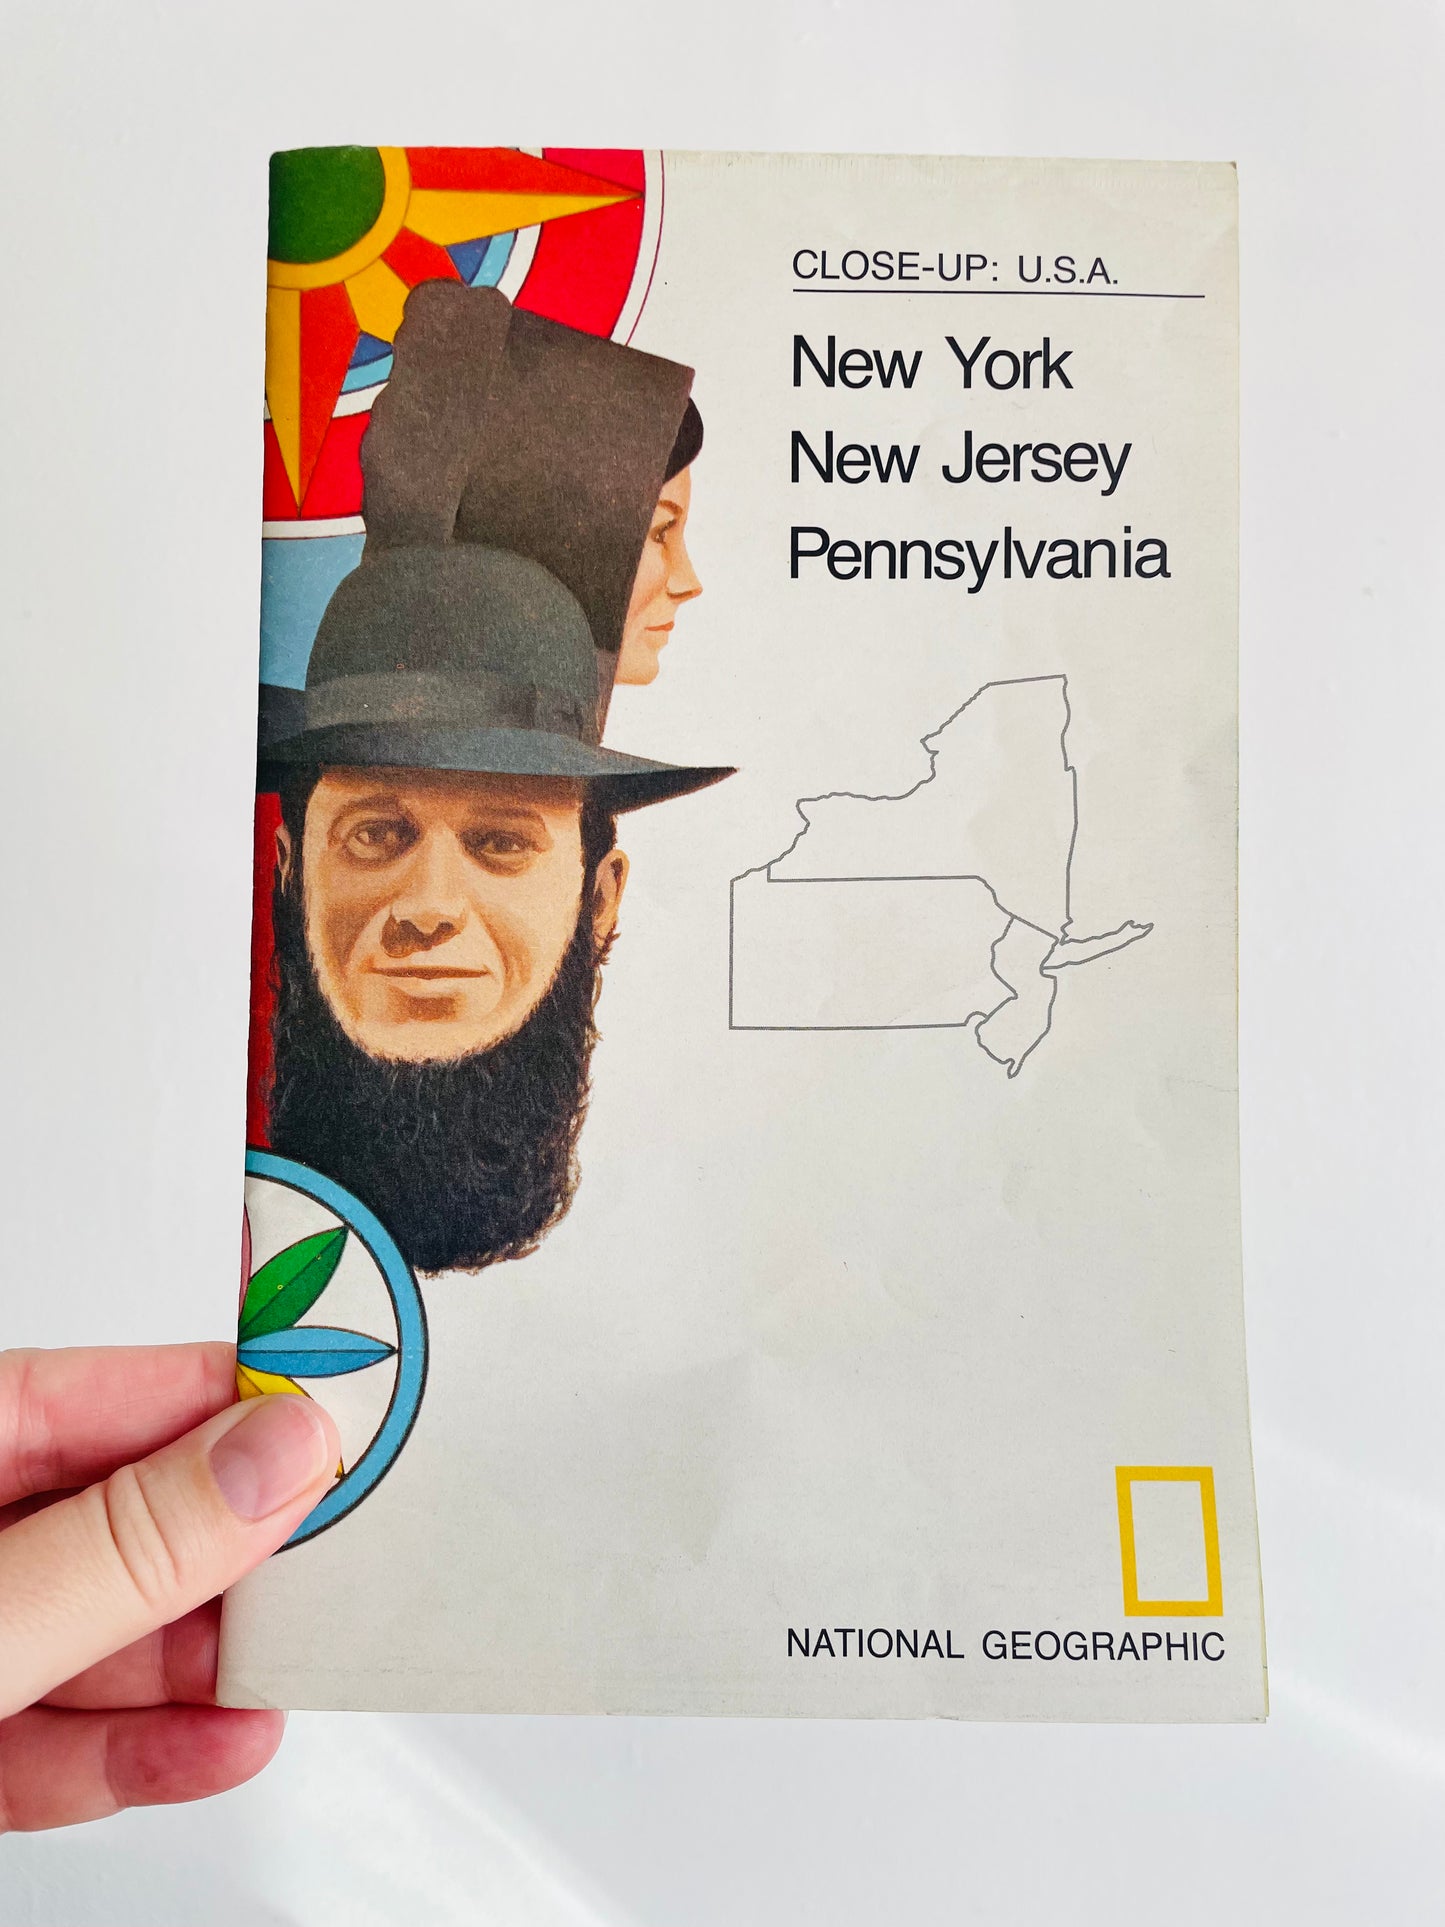 CLOSE-UP: U.S.A.
New York
New Jersey
Pennsylvania
NATIONAL GEOGRAPHIC